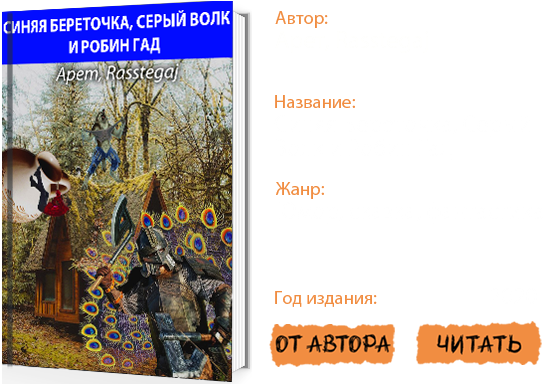 СИНЯЯ БЕРЕТОЧКА, СЕРЫЙ ВОЛК
И РОБИН ГАД
Apem, Rasstegaj
Автор:
Название:
Жанр:
Год издания:
ОТ АВТОРА
ЧИТАТЬ